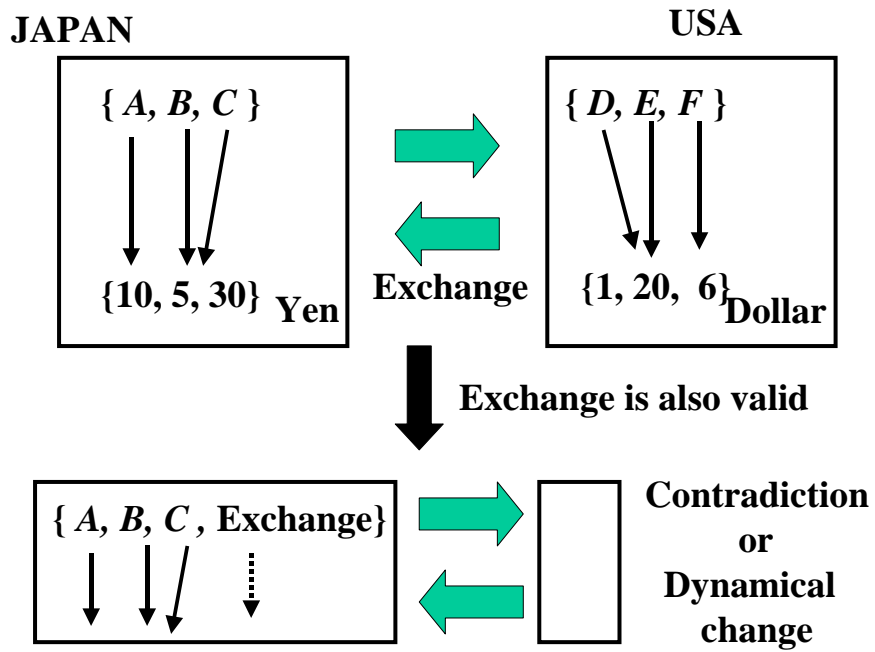 JAPAN
USA
{ A, B, C }
{ D, E, F }
{10, 5, 30} Yen
Exchange
{1, 20, 6} Dollar
Exchange is also valid
{ A, B, C , Exchange}
Contradiction
or
Dynamical
change